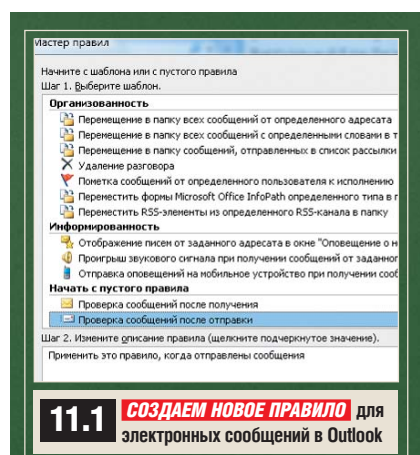 Мастер правил
Начните с шаблона или с пустого правила
Шаг 1. Выберите шаблон.
Организованность
Перемещение в папку всех сообщений от определенного адресата
Перемещение в папку всех сообщений с определенными словами в т
Перемещение в папку сообщений, отправленных в список рассылки
Удаление разговора
Пометка сообщений от определенного пользователя к исполнению
Переместить формы Microsoft Office InfoPath определенного типа в п
Переместить RSS-элементы из определенного RSS-канала в папку
Информированность
Отображение писем от заданного адресата в окне "Оповещение о н
Проигрыш звукового сигнала при получении сообщений от заданног
Отправка оповещений на мобильное устройство при получении сооб
Начать с пустого правила
Проверка сообщений после получения
Проверка сообщений после отправки
Шаг 2. Измените описание правила (щелкните подчеркнутое значение).
Применить это правило, когда отправлены сообщения
11.1 СОЗДАЕМ НОВОЕ ПРАВИЛО для
электронных сообщений в Outlook